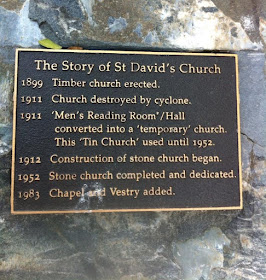 The Story of St David's Church
1899 Timber church erected.
1911 Church destroyed by cyclone.
1911 'Men's Reading Room'/Hall
converted into a 'temporary' church.
This 'Tin Church' used until 1952.
1912 Construction of stone church began.
1952 Stone church completed and dedicated.
1983 Chapel and Vestry added.